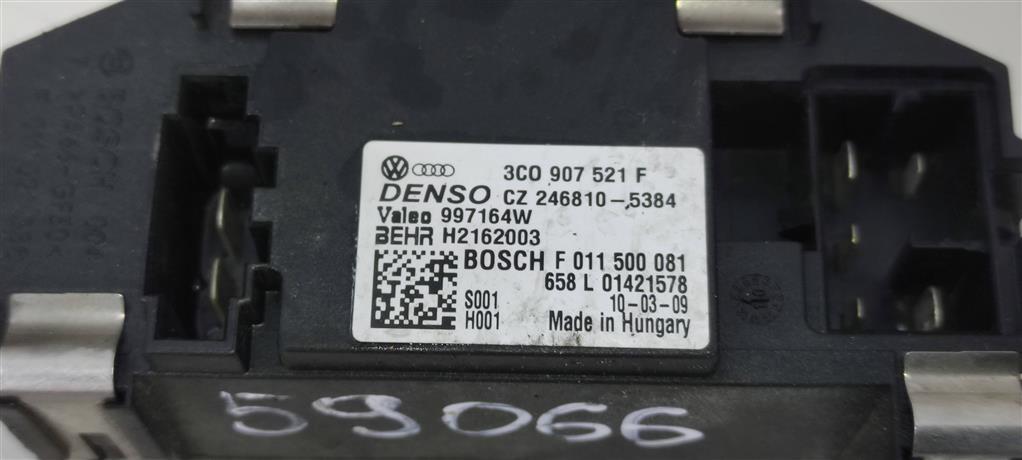 3C0 907 521 F
DENSO CZ 246810-5384
Valeo 997164W
BEHR H2162003
BOSCH F 011 500 081
658 L 01421578
S001 10-03-09
H001 Made in Hungary
59066